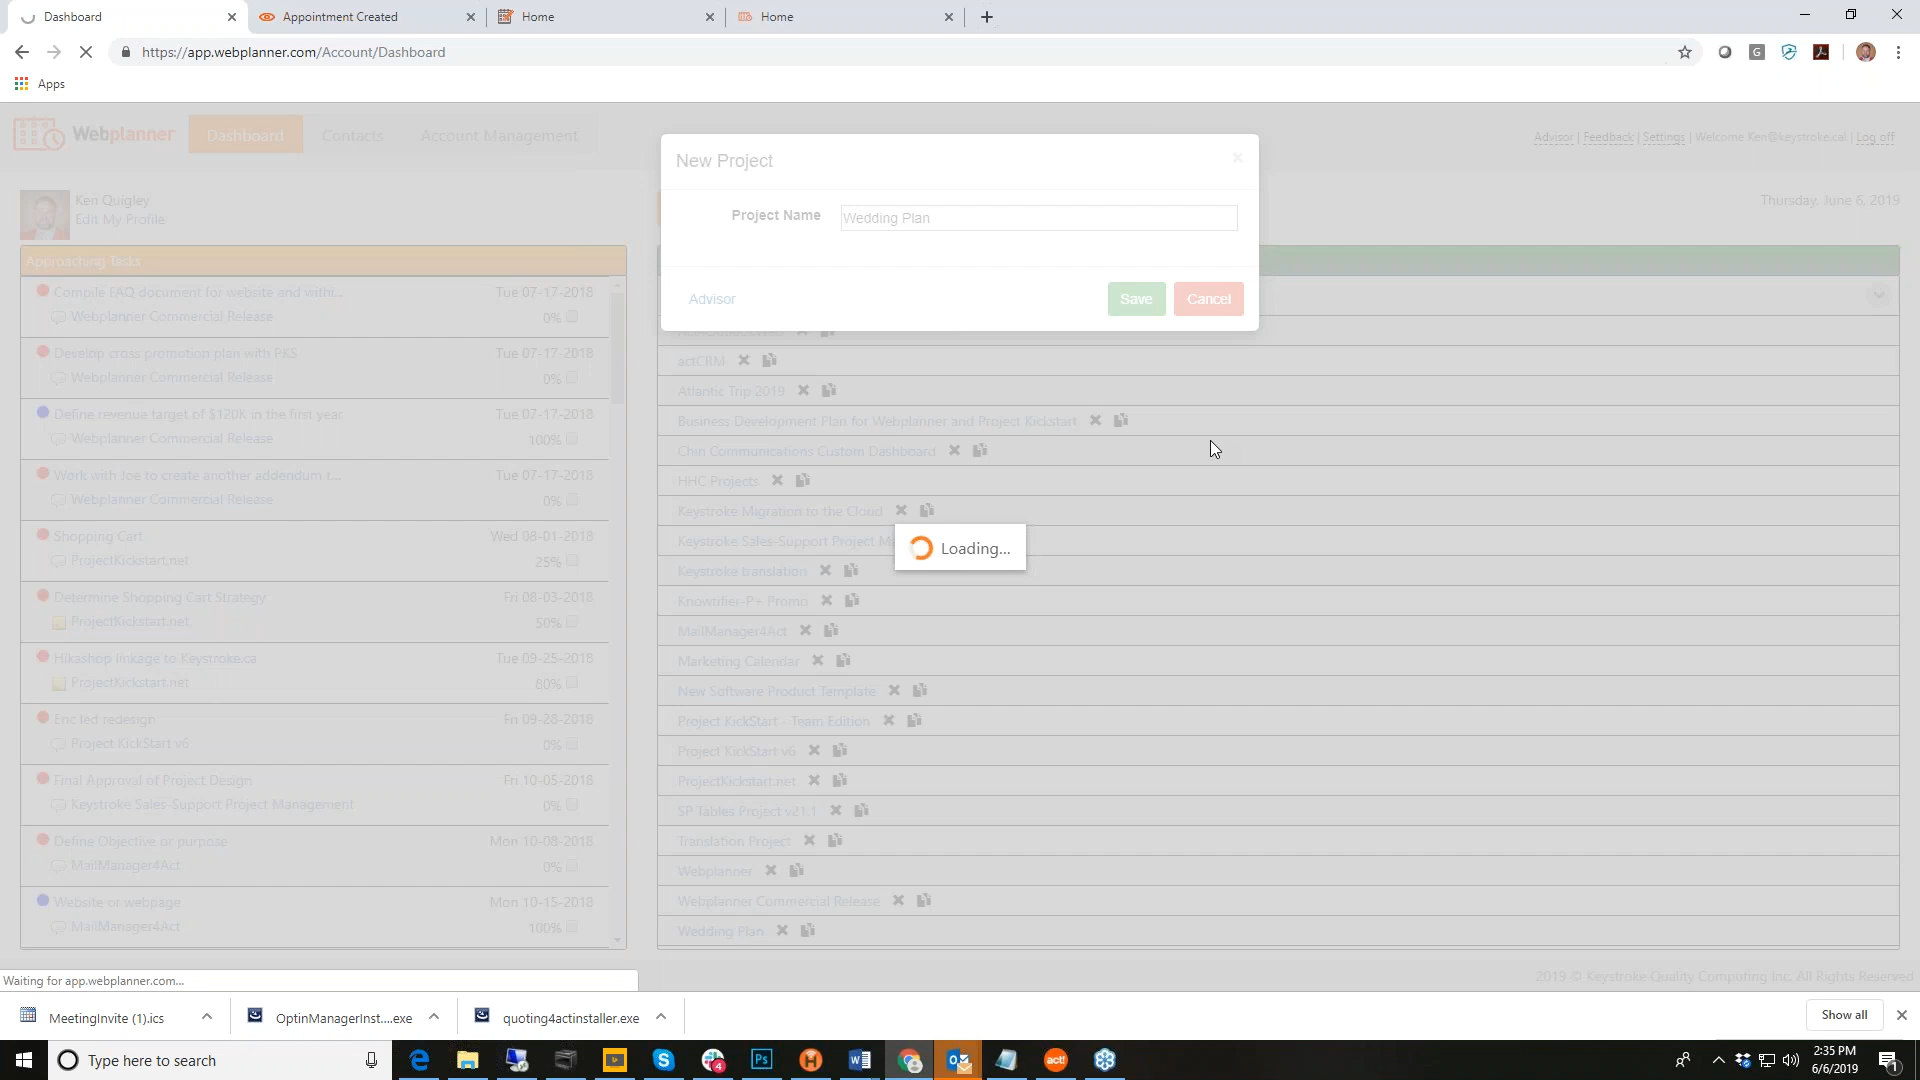 Dashboard
Appointment Created
Home
Home
https://app.webplanner.com/Account/Dashboard
Apps
Webplanner
Dashboard
Contacts
Account Management
Advisor | Feedback | Settings | Welcome Ken@keystroke.ca! | Log off
Ken Quigley
Edit My Profile
Thursday, June 6, 2019
New Project
Project Name
Wedding Plan
Advisor
Save
Cancel
Approaching Tasks
Compile FAQ document for website and withi... Tue 07-17-2018
Webplanner Commercial Release 0%
Develop cross promotion plan with PKS Tue 07-17-2018
Webplanner Commercial Release 0%
Define revenue target of $120K in the first year Tue 07-17-2018
Webplanner Commercial Release 100%
Work with Joe to create another addendum t... Tue 07-17-2018
Webplanner Commercial Release 0%
Shopping Cart Wed 08-01-2018
ProjectKickstart.net 25%
Determine Shopping Cart Strategy Fri 08-03-2018
ProjectKickstart.net 50%
Hikashop linkage to Keystroke.ca Tue 09-25-2018
ProjectKickstart.net 80%
Eric led redesign Fri 09-28-2018
Project KickStart v6 0%
Final Approval of Project Design Fri 10-05-2018
Keystroke Sales-Support Project Management 0%
Define Objective or purpose Mon 10-08-2018
MailManager4Act 0%
Website or webpage Mon 10-15-2018
MailManager4Act 100%
actCRM
Atlantic Trip 2019
Business Development Plan for Webplanner and Project Kickstart
Chin Communications Custom Dashboard
HHC Projects
Keystroke Migration to the Cloud
Keystroke Sales-Support Project M
Loading...
Keystroke translation
Knowtifier-P+ Promo
MailManager4Act
Marketing Calendar
New Software Product Template
Project KickStart - Team Edition
Project KickStart v6
ProjectKickstart.net
SP Tables Project v21.1
Translation Project
Webplanner
Webplanner Commercial Release
Wedding Plan
Waiting for app.webplanner.com...
2019 © Keystroke Quality Computing Inc. All Rights Reserved
MeetingInvite (1).ics
OptinManagerInst....exe
quoting4actinstaller.exe
Show all
Type here to search
2:35 PM
6/6/2019